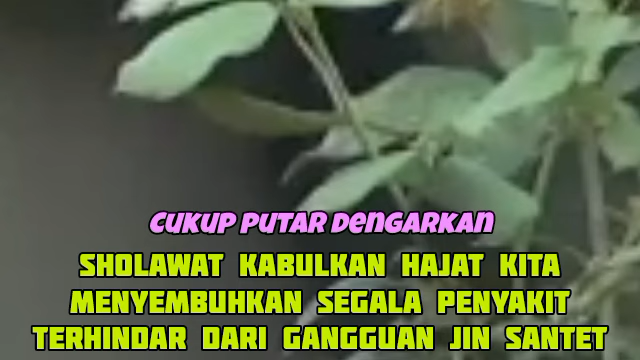 CUKUP PUTAR DENGARKAN
SHOLAWAT KABULKAN HAJAT KITA
MENYEMBUHKAN SEGALA PENYAKIT
TERHINDAR DARI GANGGUAN JIN SANTET